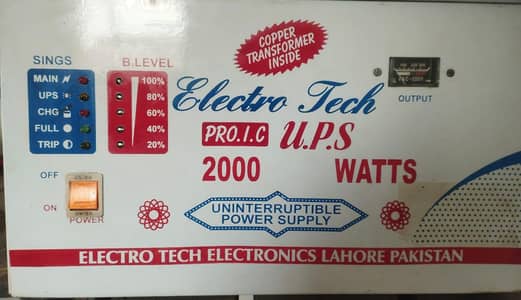 COPPER
TRANSFORMER
INSIDE
SINGS
MAIN
UPS
CHG
FULL
TRIP
B.LEVEL
100%
80%
60%
40%
20%
Electro Tech
OUTPUT
PRO.I.C U.P.S
2000 WATTS
OFF
ON
POWER
UNINTERRUPTIBLE
POWER SUPPLY
ELECTRO TECH ELECTRONICS LAHORE PAKISTAN